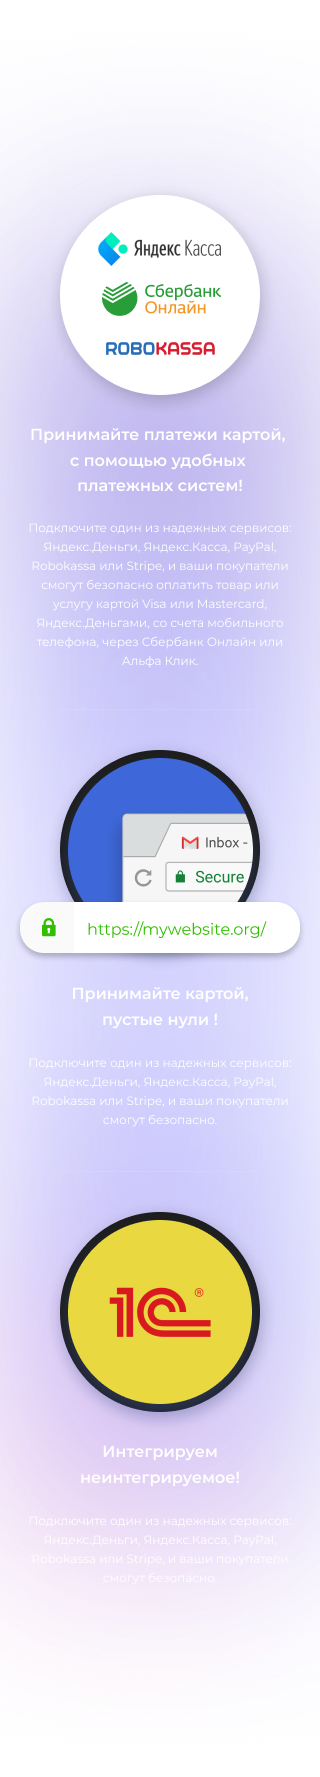 Яндекс Касса
Сбербанк
Онлайн
ROBOKASSA
Принимайте платежи картой,
с помощью удобных
платежных систем!
Подключите один из надежных сервисов:
Яндекс.Деньги, Яндекс.Касса, PayPal,
Robokassa или Stripe, и ваши покупатели
смогут безопасно оплатить товар или
услугу картой Visa или Mastercard,
Яндекс.Деньгами, со счета мобильного
телефона, через Сбербанк Онлайн или
Альфа Клик.
Inbox -
Secure
https://mywebsite.org/
Принимайте картой,
пустые нули !
Подключите один из надежных сервисов:
Яндекс.Деньги, Яндекс.Касса, PayPal,
Robokassa или Stripe, и ваши покупатели
смогут безопасно.
1С®
Интегрируем
неинтегрируемое!
Подключите один из надежных сервисов:
Яндекс.Деньги, Яндекс.Касса, PayPal,
Robokassa или Stripe, и ваши покупатели
смогут безопасно.